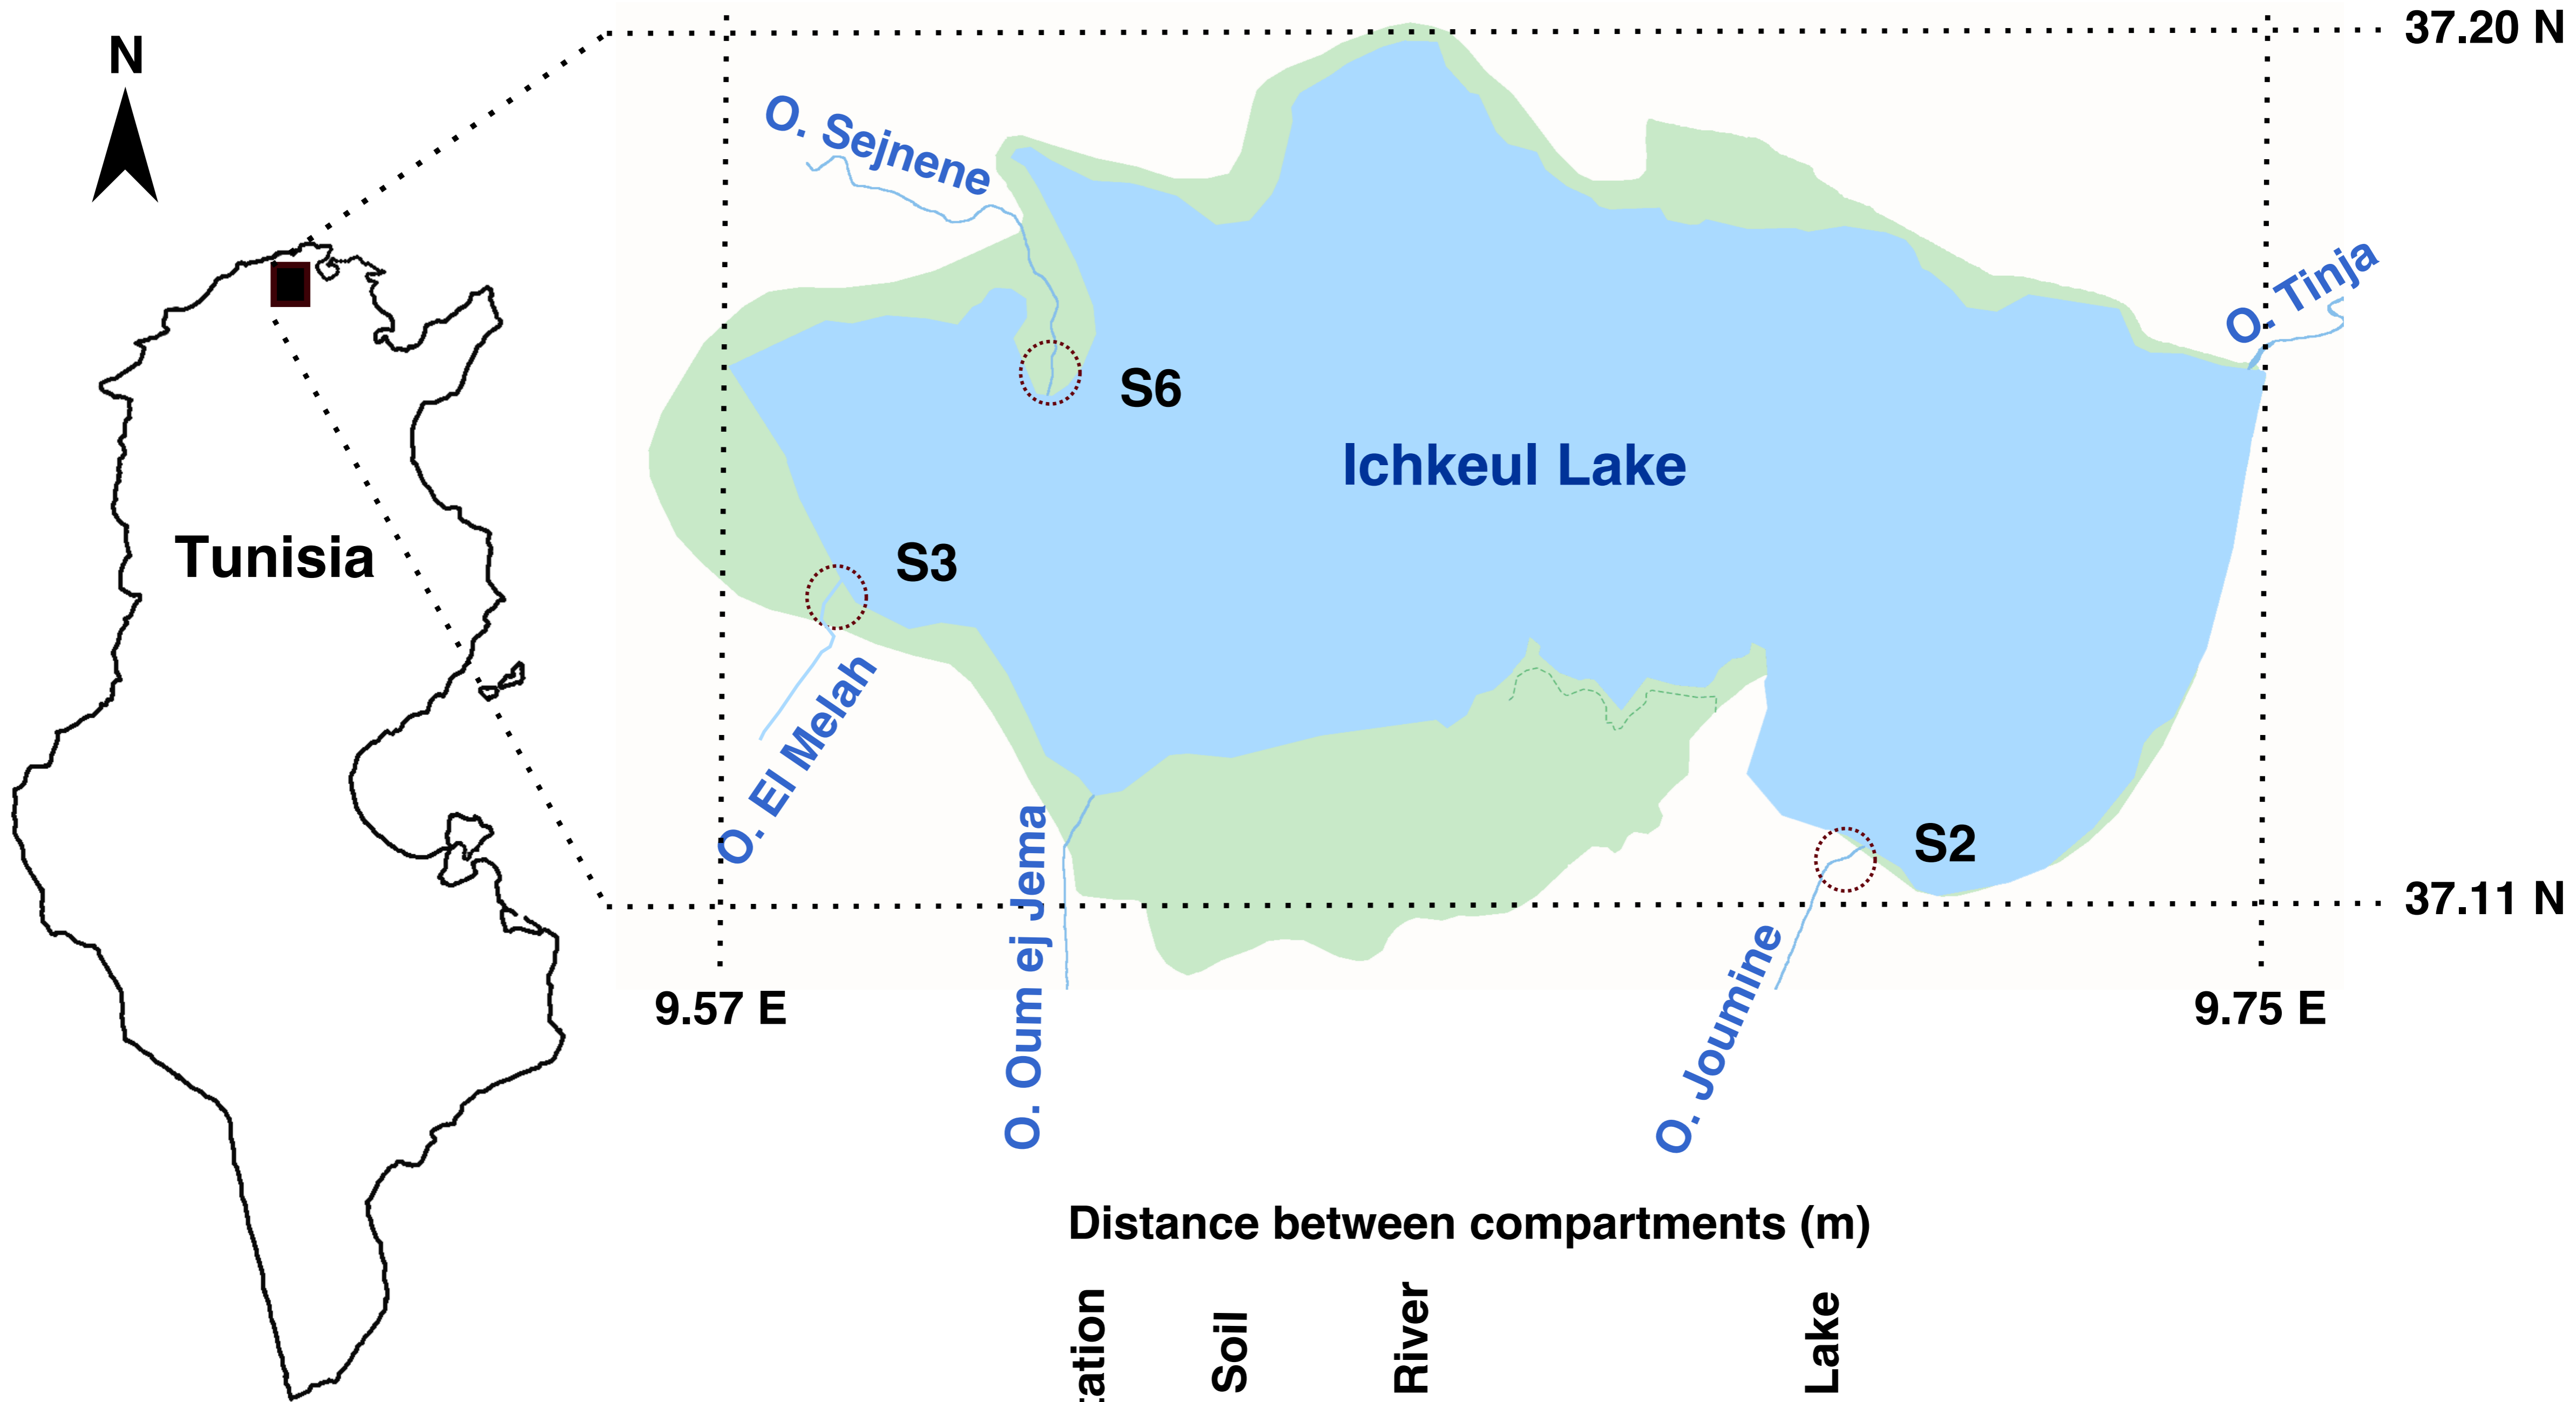 N
37.20 N
O. Sejnene
O. Tinja
S6
Ichkeul Lake
Tunisia
S3
O. El Melah
S2
O. Oum ej Jema
37.11 N
O. Joumine
9.57 E
9.75 E
Distance between compartments (m)
Soil
River
Lake